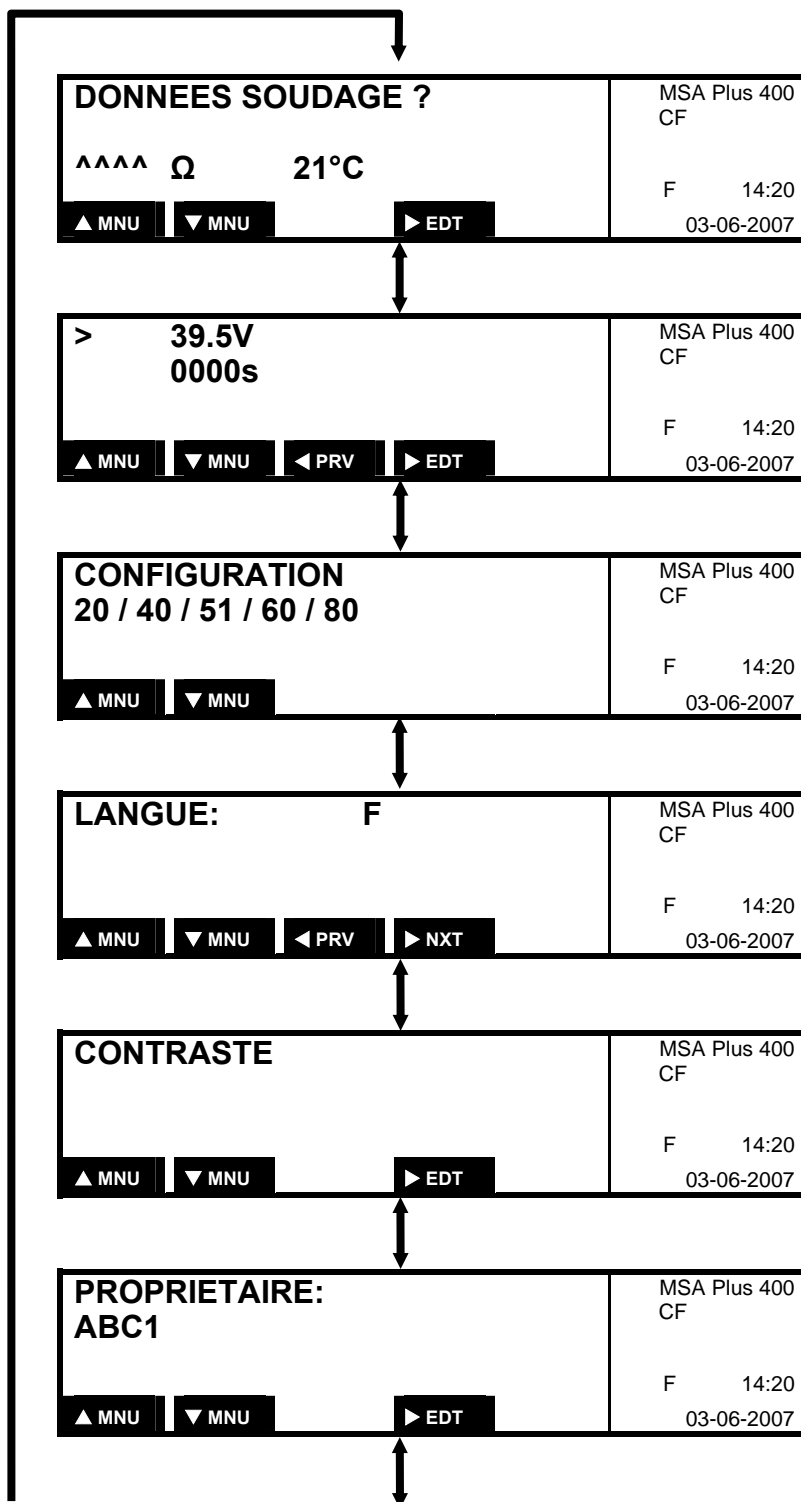 DONNEES SOUDAGE ?
^^^^ Ω 21°C
▲ MNU ▼ MNU ► EDT
MSA Plus 400
CF
F 14:20
03-06-2007
> 39.5V
0000s
▲ MNU ▼ MNU ◄ PRV ► EDT
MSA Plus 400
CF
F 14:20
03-06-2007
CONFIGURATION
20 / 40 / 51 / 60 / 80
▲ MNU ▼ MNU
MSA Plus 400
CF
F 14:20
03-06-2007
LANGUE: F
▲ MNU ▼ MNU ◄ PRV ► NXT
MSA Plus 400
CF
F 14:20
03-06-2007
CONTRASTE
▲ MNU ▼ MNU ► EDT
MSA Plus 400
CF
F 14:20
03-06-2007
PROPRIETAIRE:
ABC1
▲ MNU ▼ MNU ► EDT
MSA Plus 400
CF
F 14:20
03-06-2007